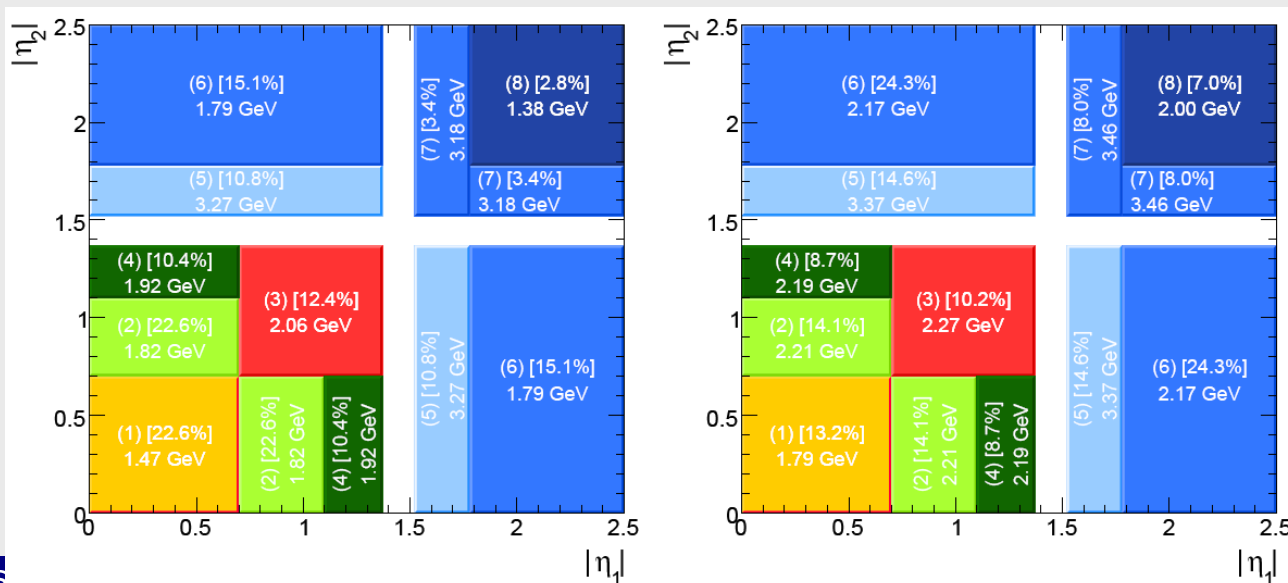 |η2|
2.5
2
1.5
1
0.5
0
(6) [15.1%]
1.79 GeV
(7) [3.4%]
3.18 GeV
(8) [2.8%]
1.38 GeV
(5) [10.8%]
3.27 GeV
(7) [3.4%]
3.18 GeV
(4) [10.4%]
1.92 GeV
(3) [12.4%]
2.06 GeV
(2) [22.6%]
1.82 GeV
(5) [10.8%]
3.27 GeV
(6) [15.1%]
1.79 GeV
(1) [22.6%]
1.47 GeV
(2) [22.6%]
1.82 GeV
(4) [10.4%]
1.92 GeV
0
0.5
1
1.5
2
2.5
|η1|
|η2|
2.5
2
1.5
1
0.5
0
(6) [24.3%]
2.17 GeV
(7) [8.0%]
3.46 GeV
(8) [7.0%]
2.00 GeV
(5) [14.6%]
3.37 GeV
(7) [8.0%]
3.46 GeV
(4) [8.7%]
2.19 GeV
(3) [10.2%]
2.27 GeV
(2) [14.1%]
2.21 GeV
(5) [14.6%]
3.37 GeV
(6) [24.3%]
2.17 GeV
(1) [13.2%]
1.79 GeV
(2) [14.1%]
2.21 GeV
(4) [8.7%]
2.19 GeV
0
0.5
1
1.5
2
2.5
|η1|